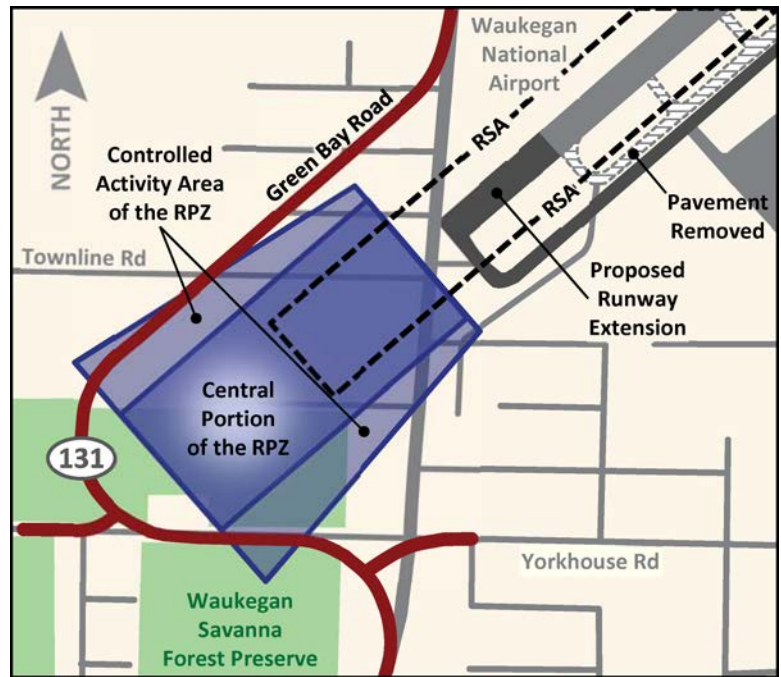 Waukegan
National
Airport
NORTH
Controlled
Activity Area
of the RPZ
Green Bay Road
RSA
RSA
Pavement
Removed
Townline Rd
Proposed
Runway
Extension
Central
Portion
of the RPZ
131
Yorkhouse Rd
Waukegan
Savanna
Forest Preserve